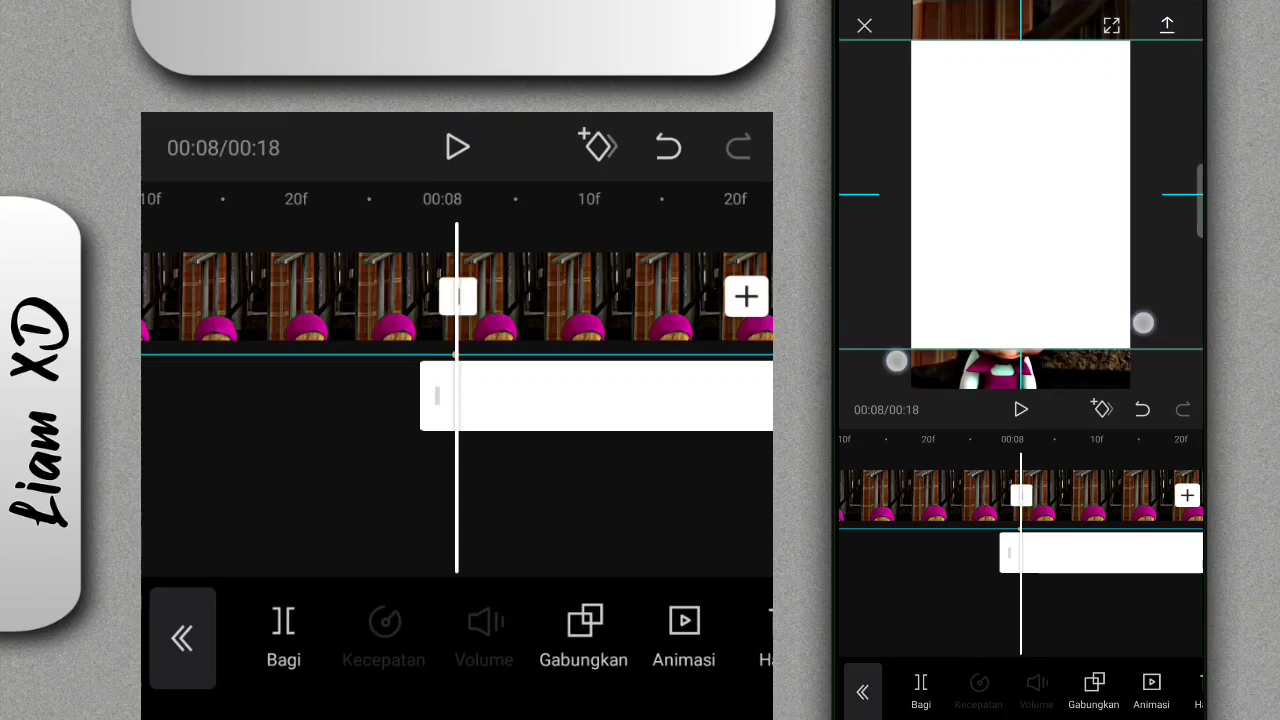 Liam XD
00:08/00:18
10f 20f 00:08 10f 20f
Bagi Kecepatan Volume Gabungkan Animasi
00:08/00:18
10f 20f 00:08 10f 20f
Bagi Kecepatan Volume Gabungkan Animasi